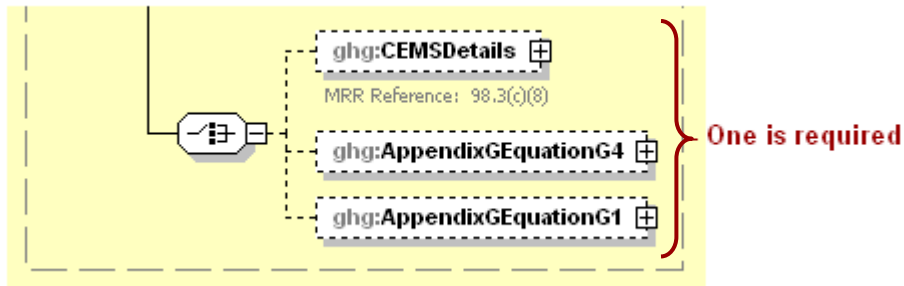 ghg:CEMSDetails
MRR Reference: 98.3(c)(8)
ghg:AppendixGEquationG4
One is required
ghg:AppendixGEquationG1